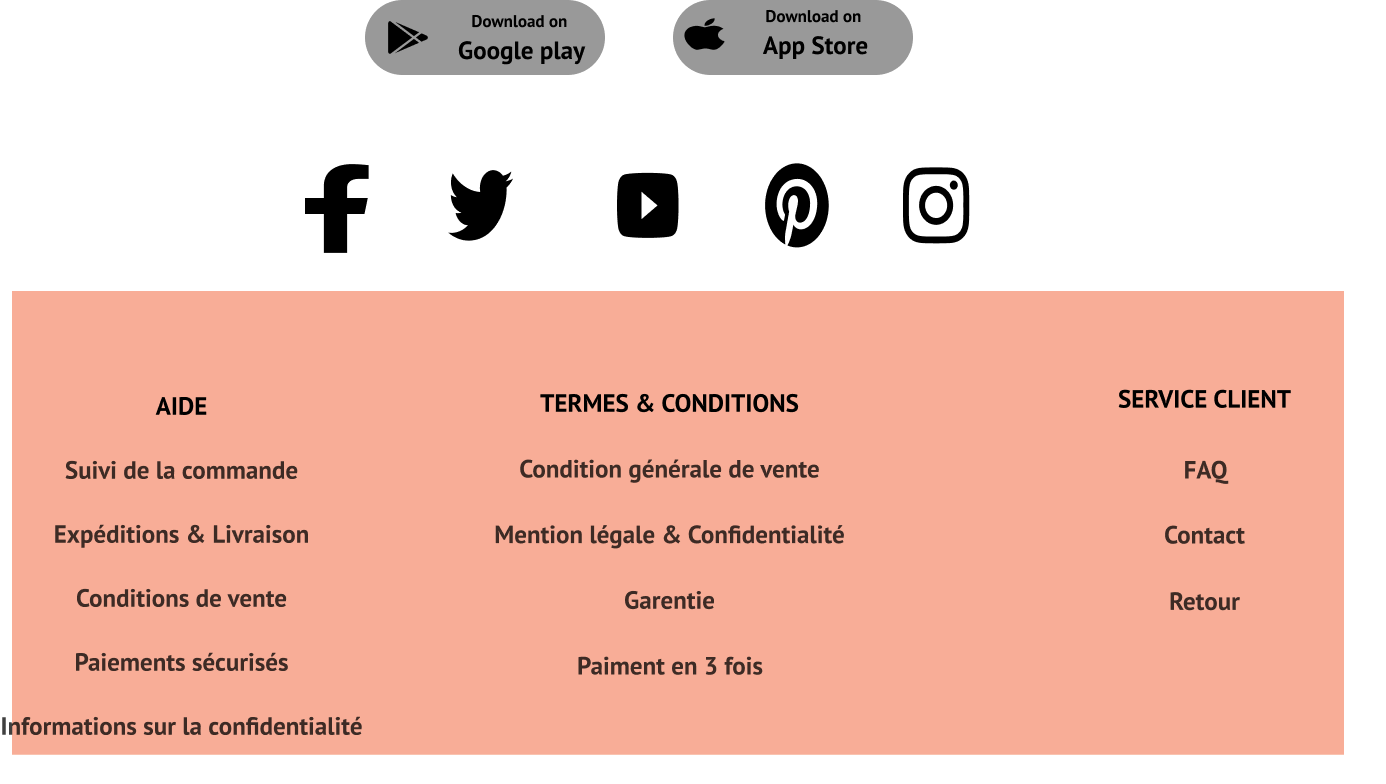 Download on
Google play
Download on
App Store
AIDE
Suivi de la commande
Expéditions & Livraison
Conditions de vente
Paiements sécurisés
Informations sur la confidentialité
TERMES & CONDITIONS
Condition générale de vente
Mention légale & Confidentialité
Garentie
Paiment en 3 fois
SERVICE CLIENT
FAQ
Contact
Retour